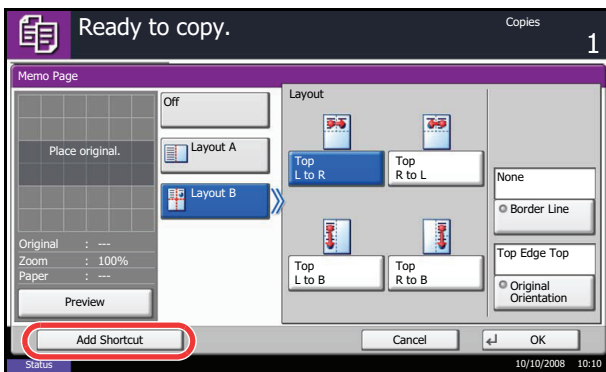 Ready to copy.
Copies
1
Memo Page
Place original.
Original : ---
Zoom : 100%
Paper : ---
Preview
Off
Layout A
Layout B
Layout
Top
L to R
Top
R to L
Top
L to B
Top
R to B
None
Border Line
Top Edge Top
Original
Orientation
Add Shortcut
Cancel
OK
Status
10/10/2008 10:10